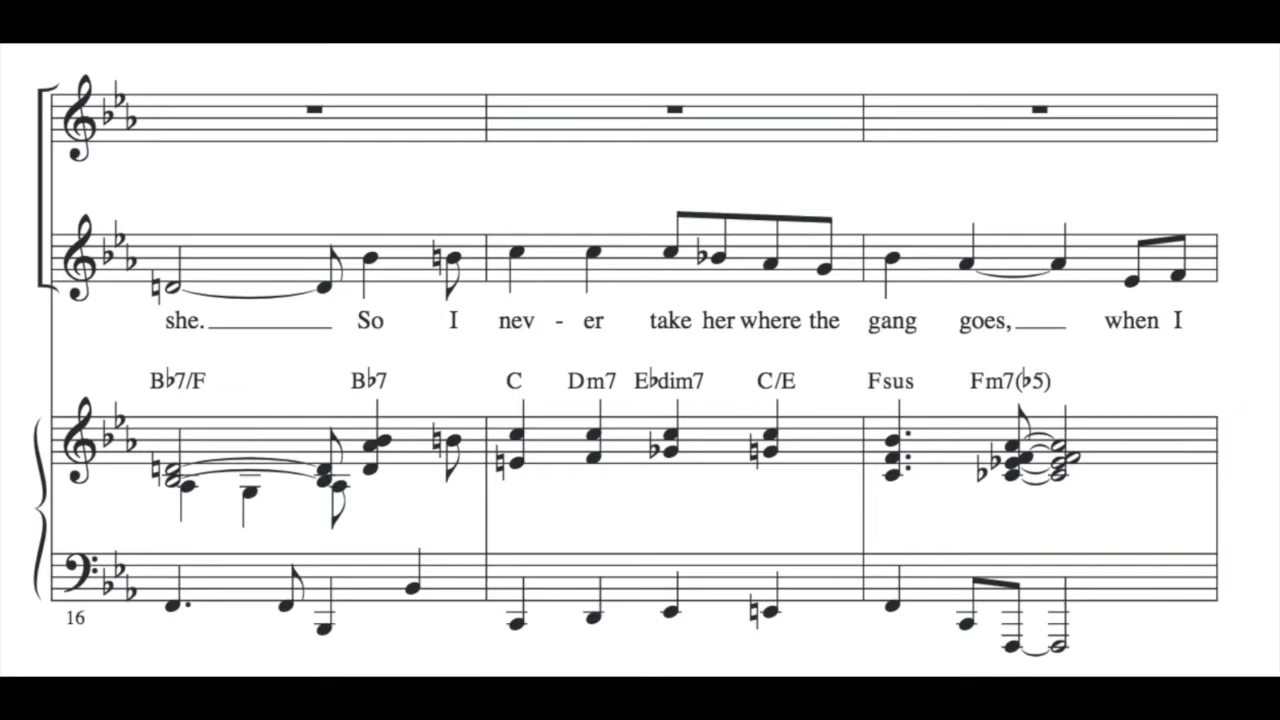 she. So I nev - er take her where the gang goes, when I
B♭7/F B♭7 C Dm7 E♭dim7 C/E Fsus Fm7(♭5)
16